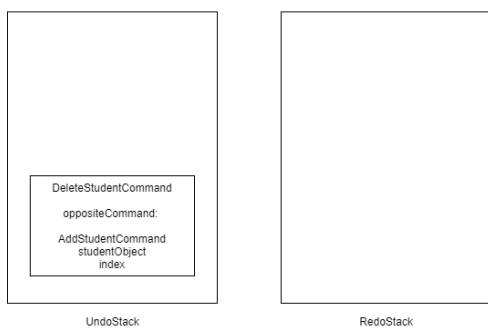 DeleteStudentCommand
oppositeCommand:
AddStudentCommand
studentObject
index
UndoStack
RedoStack